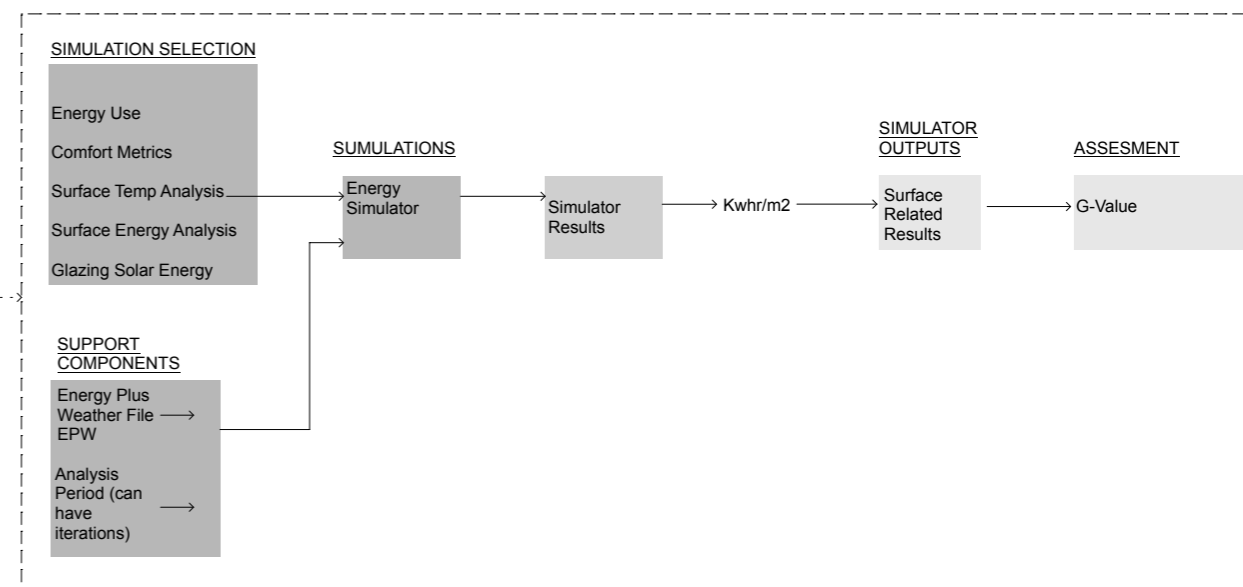 SIMULATION SELECTION
Energy Use
Comfort Metrics
Surface Temp Analysis
Surface Energy Analysis
Glazing Solar Energy
SUPPORT
COMPONENTS
Energy Plus
Weather File
EPW
Analysis
Period (can
have
iterations)
SUMULATIONS
Energy
Simulator
Simulator
Results
Kwhr/m2
SIMULATOR
OUTPUTS
Surface
Related
Results
ASSESMENT
G-Value